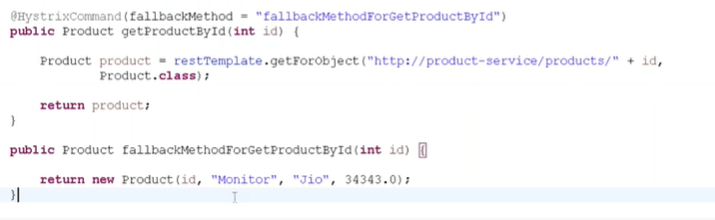 @HystrixCommand(fallbackMethod = "fallbackMethodForGetProductById")
public Product getProductById(int id) {
Product product = restTemplate.getForObject("http://product-service/products/" + id,
Product.class);
return product;
}
public Product fallbackMethodForGetProductById(int id) {
return new Product(id, "Monitor", "Jio", 34343.0);
}